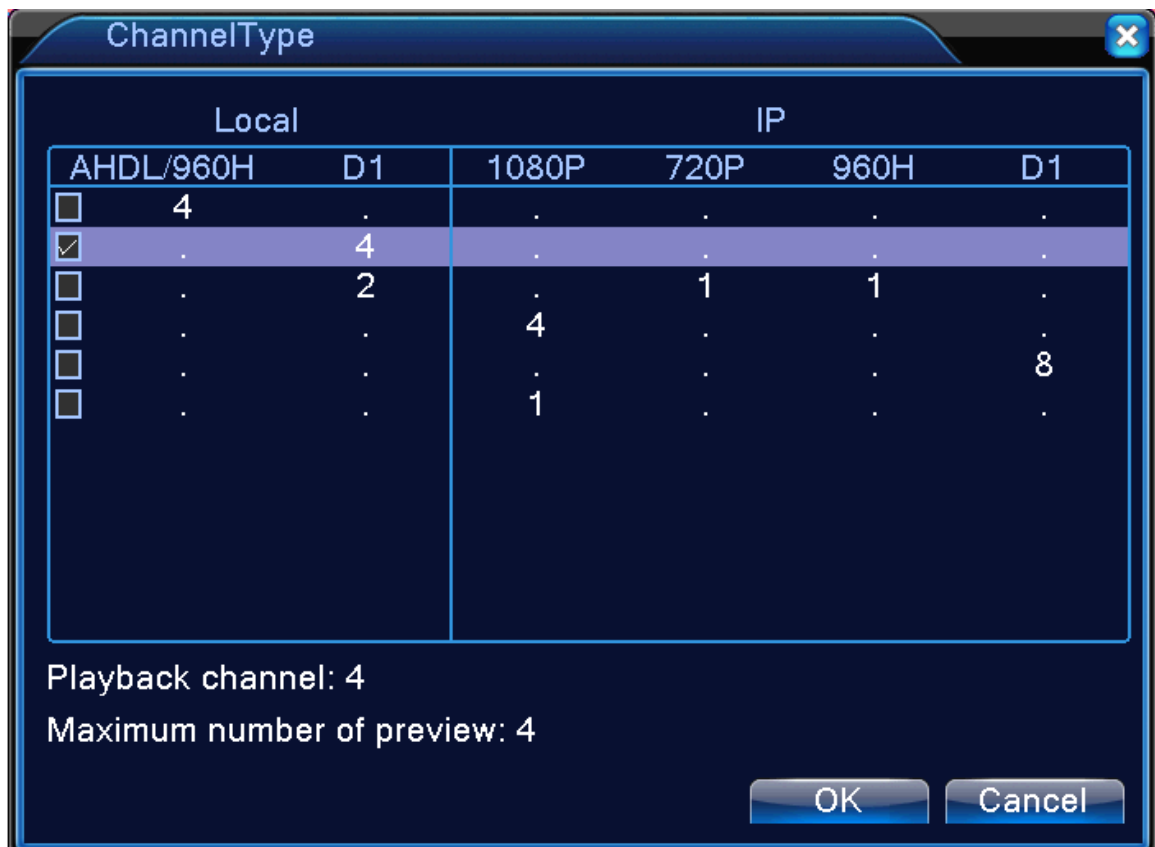 ChannelType
Local IP
AHDL/960H D1 1080P 720P 960H D1
4 . . . . .
. 4 . . . .
. 2 . 1 1 .
. . 4 . . .
. . . . . 8
. . 1 . . .
Playback channel: 4
Maximum number of preview: 4
OK Cancel